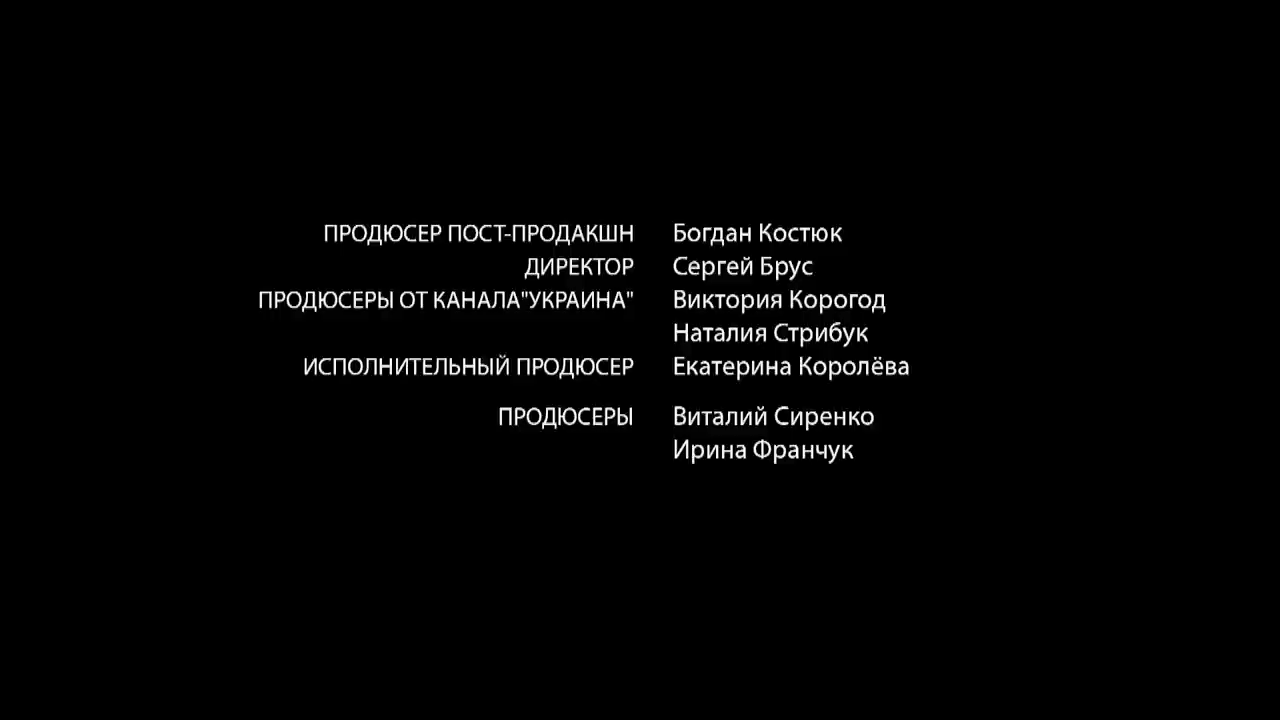 ПРОДЮСЕР ПОСТ-ПРОДАКШН Богдан Костюк
ДИРЕКТОР Сергей Брус
ПРОДЮСЕРЫ ОТ КАНАЛА"УКРАИНА" Виктория Корогод
Наталия Стрибук
ИСПОЛНИТЕЛЬНЫЙ ПРОДЮСЕР Екатерина Королёва
ПРОДЮСЕРЫ Виталий Сиренко
Ирина Франчук